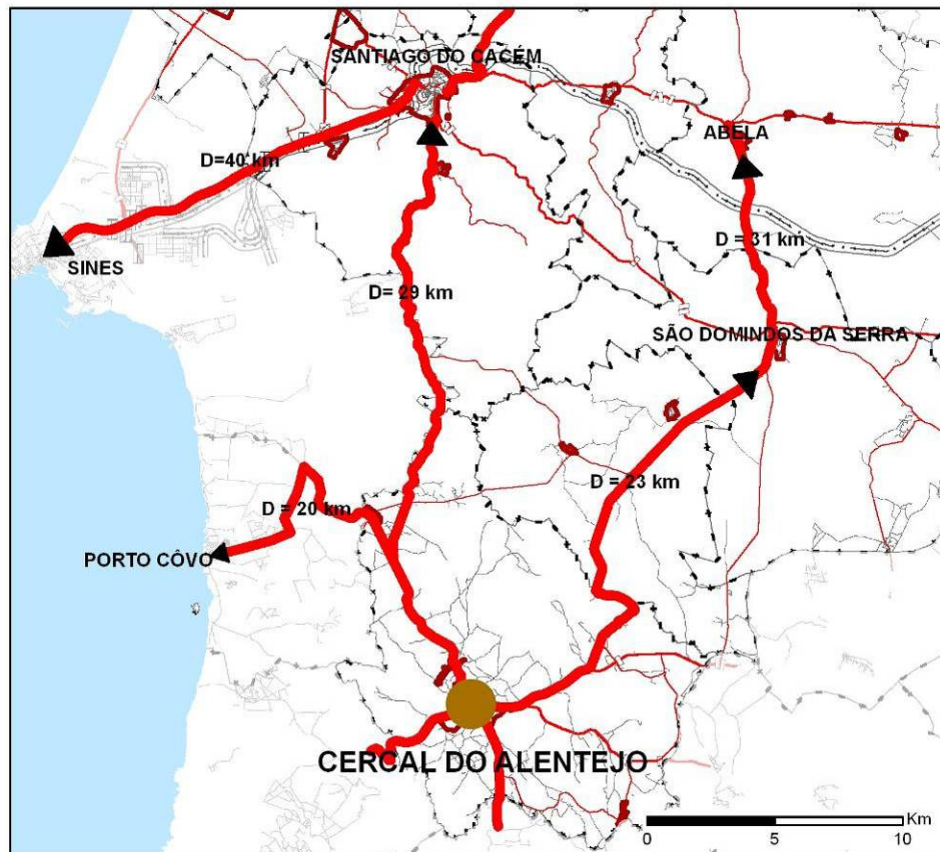 SANTIAGO DO CACÉM
ABELA
D=40 km
D = 31 km
SINES
D= 29 km
SÃO DOMINDOS DA SERRA
D = 23 km
D = 20 km
PORTO CÔVO
CERCAL DO ALENTEJO
Km
0 5 10